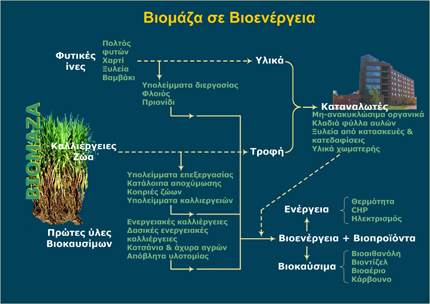 Βιομάζα σε Βιοενέργεια
Φυτικές
ίνες
Πολτός
φυτών
Χαρτί
Ξυλεία
Βαμβάκι
Υλικά
Υπολείμματα διεργασίας
Φλοιός
Πριονίδι
Καταναλωτές
Μη-ανακυκλώσιμα οργανικά
Κλαδιά φύλλα αυλών
Ξυλεία από κατασκευές &
κατεδαφίσεις
Υλικά χωματερής
ΒΙΟΜΑΖΑ
Καλλιέργειες
Ζώα
Τροφή
Υπολείμματα επεξεργασίας
Κατάλοιπα αποχύμωσης
Κοπριές ζώων
Υπολείμματα καλλιεργειών
Πρώτες ύλες
Βιοκαυσίμων
Ενεργειακές καλλιέργειες
Δασικές ενεργειακές
καλλιέργειες
Κοτσάνια & άχυρα αγρών
Απόβλητα υλοτομίας
Ενέργεια
Θερμότητα
CHP
Ηλεκτρισμός
Βιοενέργεια + Βιοπροϊόντα
Βιοκαύσιμα
Βιοαιθανόλη
Βιοντίζελ
Βιοαέριο
Κάρβουνο